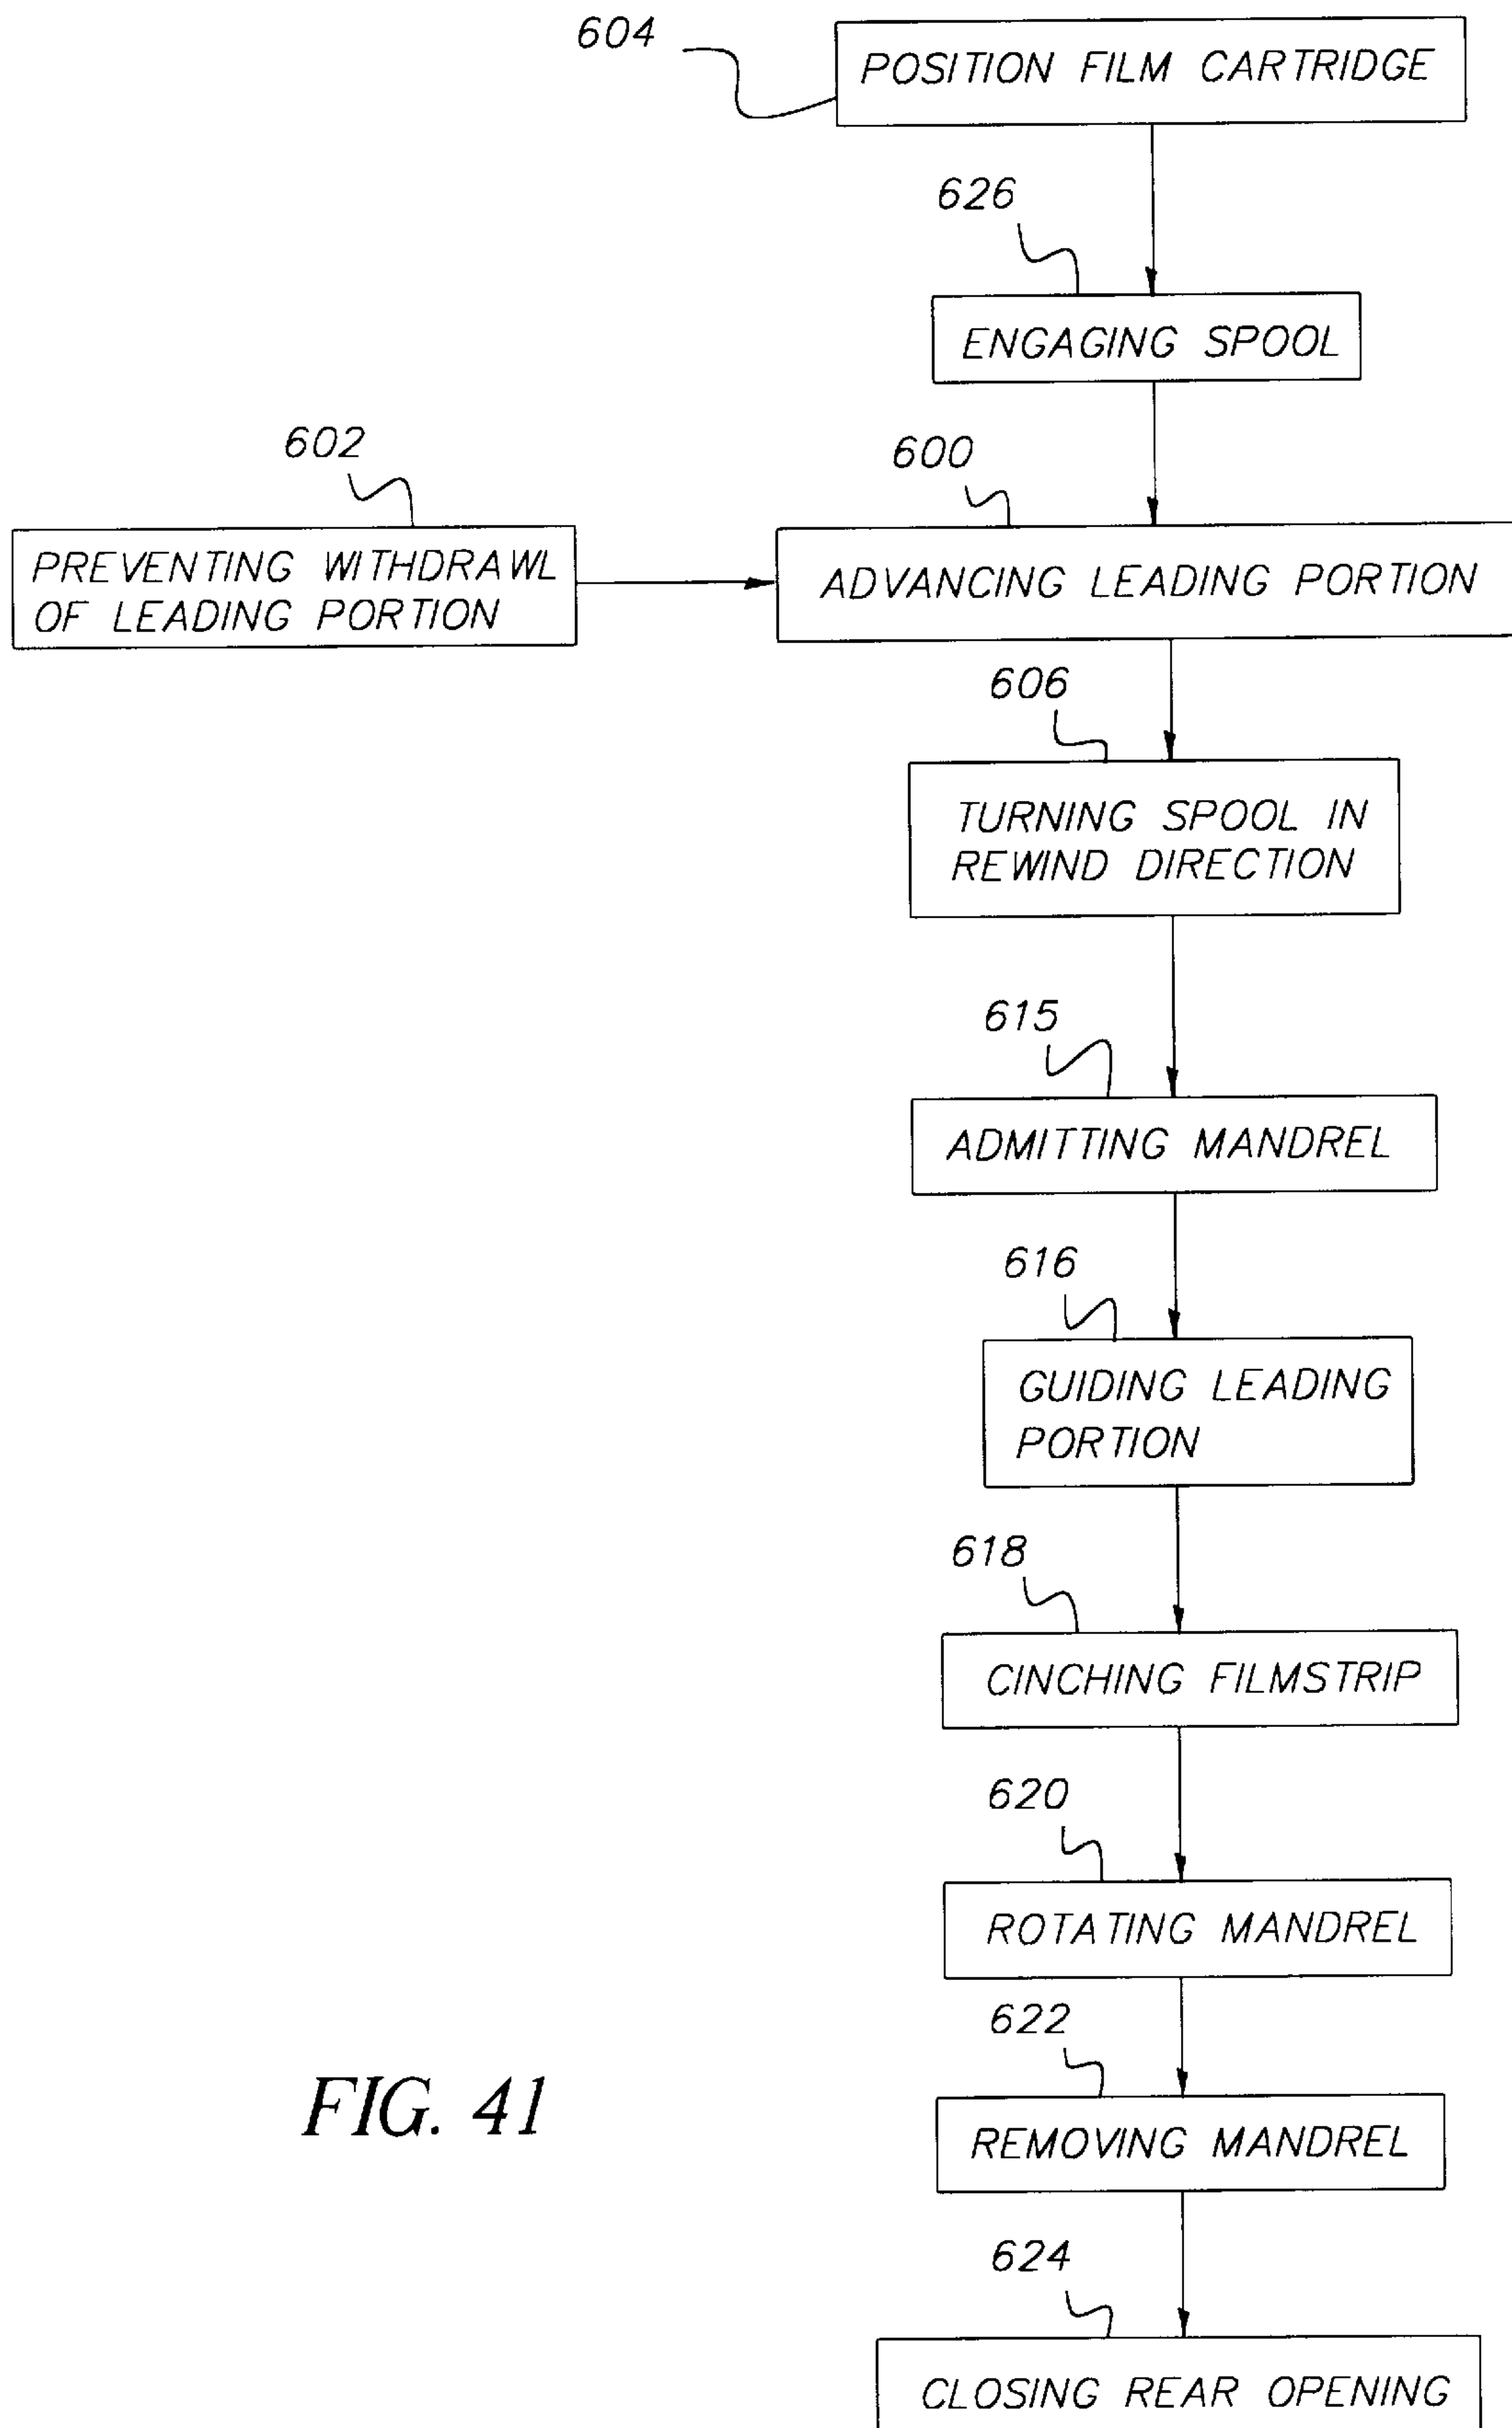 604
POSITION FILM CARTRIDGE
626
ENGAGING SPOOL
602
600
PREVENTING WITHDRAWL
OF LEADING PORTION
ADVANCING LEADING PORTION
606
TURNING SPOOL IN
REWIND DIRECTION
615
ADMITTING MANDREL
616
GUIDING LEADING
PORTION
618
CINCHING FILMSTRIP
620
ROTATING MANDREL
622
REMOVING MANDREL
FIG. 41
624
CLOSING REAR OPENING